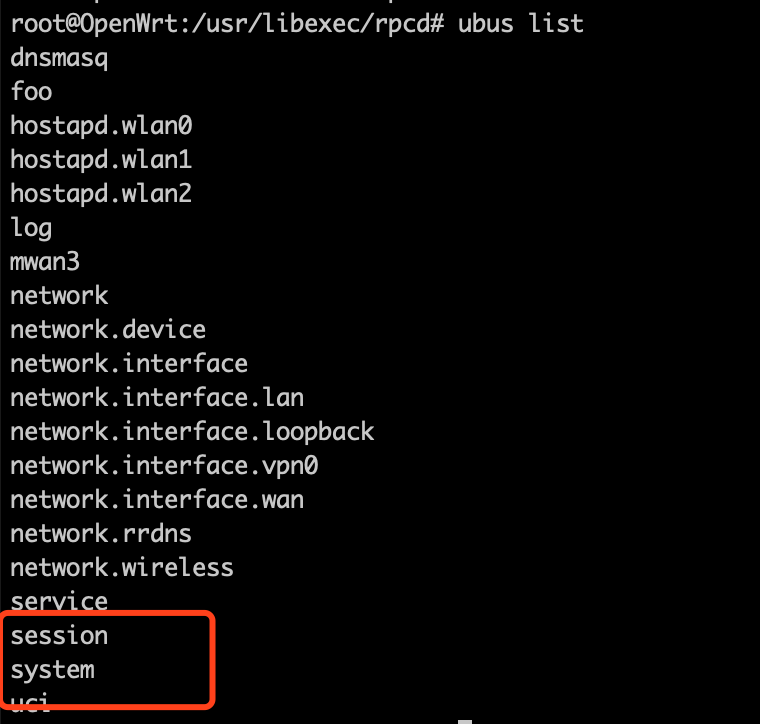 root@OpenWrt:/usr/libexec/rpcd# ubus list
dnsmasq
foo
hostapd.wlan0
hostapd.wlan1
hostapd.wlan2
log
mwan3
network
network.device
network.interface
network.interface.lan
network.interface.loopback
network.interface.vpn0
network.interface.wan
network.rrdns
network.wireless
service
session
system
uci